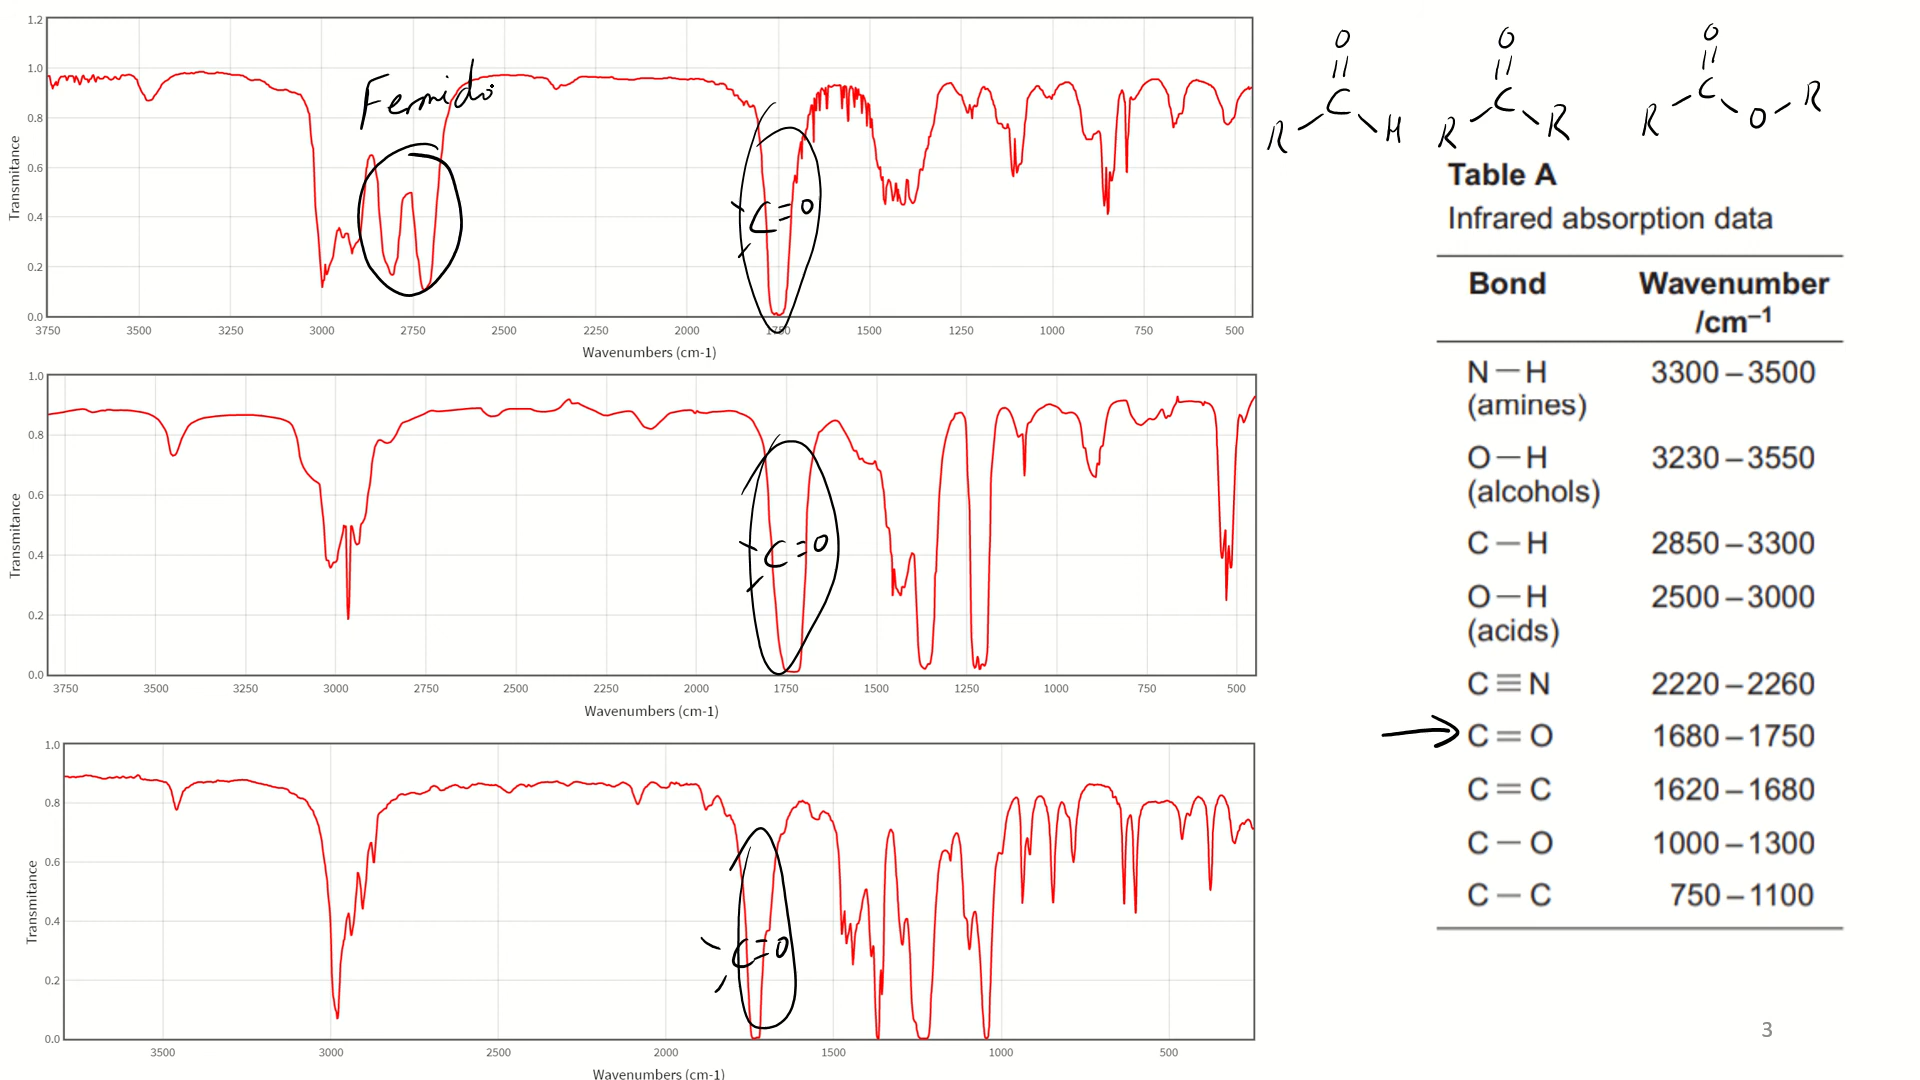 1.2
1.0
0.8
0.6
0.4
0.2
0.0
Transmitance
3750 3500 3250 3000 2750 2500 2250 2000 1750 1500 1250 1000 750 500
Wavenumbers (cm-1)
C=O
1.0
0.8
0.6
0.4
0.2
0.0
Transmitance
3750 3500 3250 3000 2750 2500 2250 2000 1750 1500 1250 1000 750 500
Wavenumbers (cm-1)
C=O
1.0
0.8
0.6
0.4
0.2
0.0
Transmitance
3500 3000 2500 2000 1500 1000 500
Wavenumbers (cm-1)
C=O
O O O
C C C
R H R R R O R
Table A
Infrared absorption data
Bond Wavenumber
/cm⁻¹
N—H 3300–3500
(amines)
O—H 3230–3550
(alcohols)
C—H 2850–3300
O—H 2500–3000
(acids)
C≡N 2220–2260
C=O 1680–1750
C=C 1620–1680
C—O 1000–1300
C—C 750–1100
3